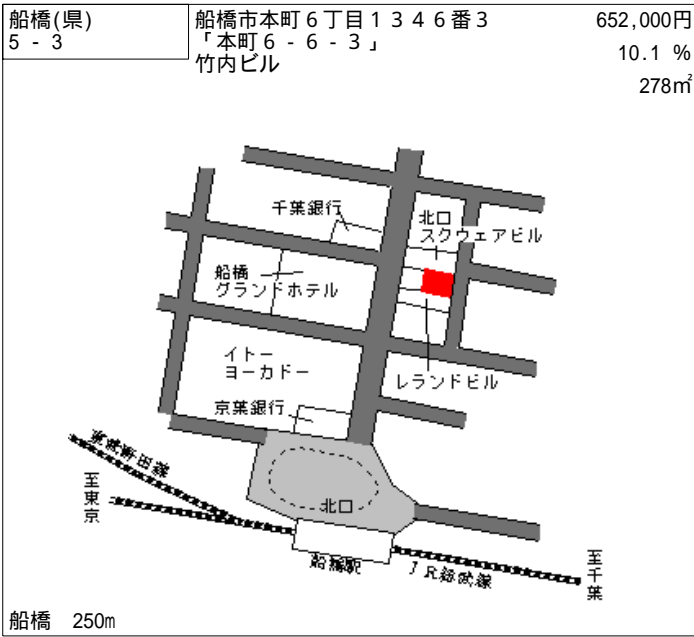 船橋(県)
5 - 3
船橋市本町６丁目１３４６番３
「本町６－６－３」
竹内ビル
652,000円
10.1 %
278㎡
千葉銀行
北口
スクウェアビル
船橋
グランドホテル
イトー
ヨーカドー
レランドビル
京葉銀行
東武野田線
至東京
北口
船橋駅
ＪＲ総武線
至千葉
船橋　250m